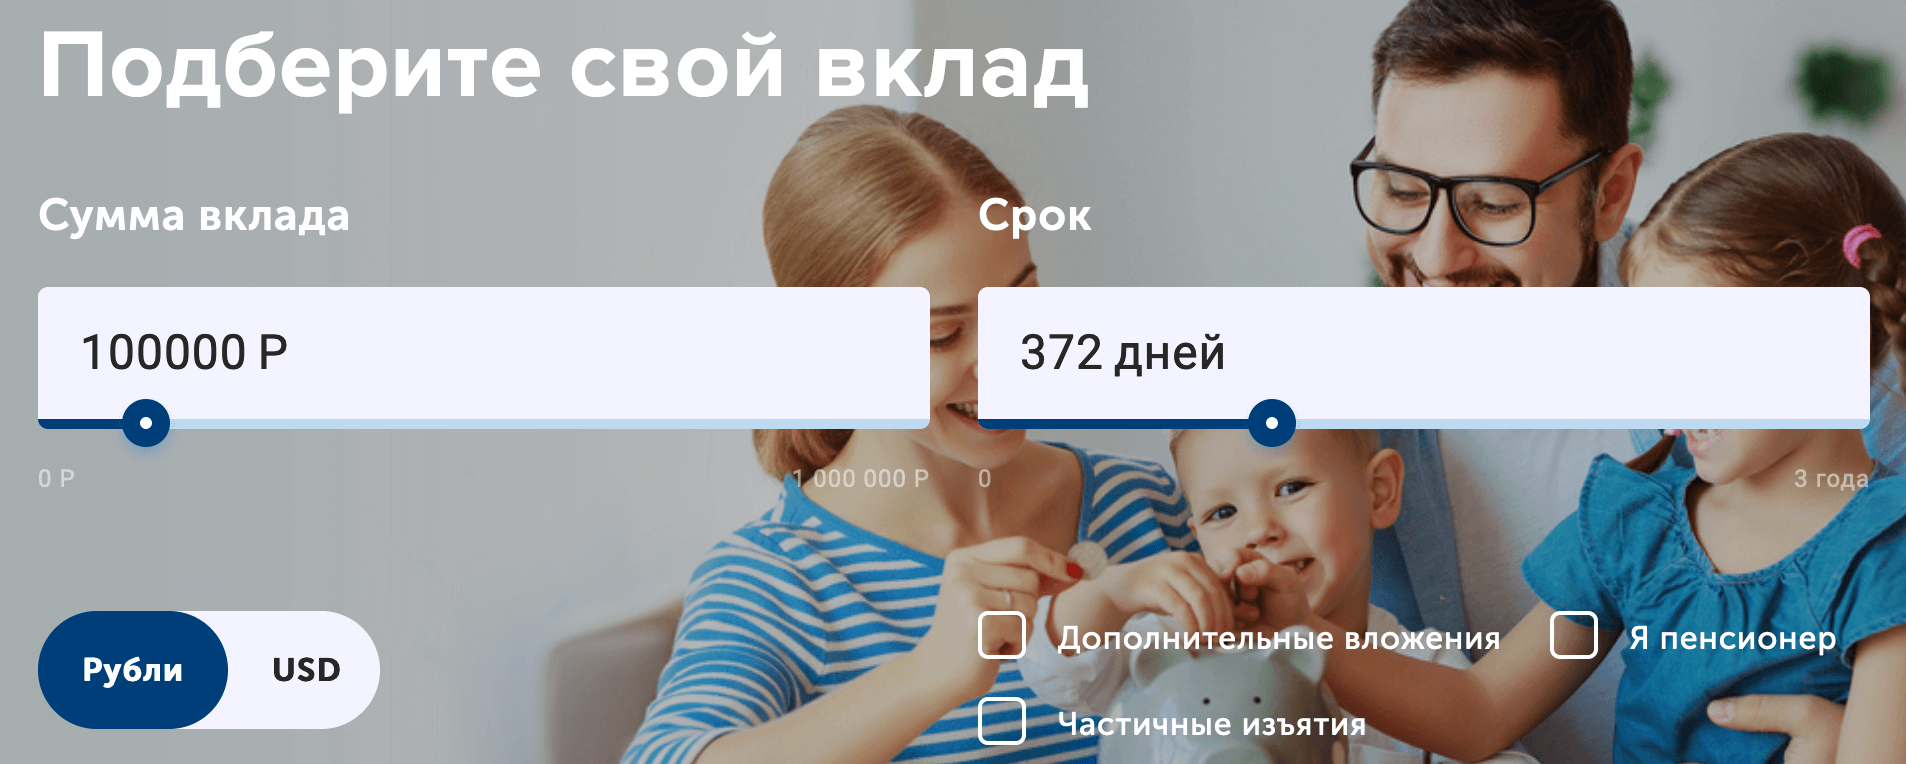 Подберите свой вклад
Сумма вклада
Срок
100000 Р
372 дней
0 Р
1 000 000 Р
0
3 года
Рубли
USD
Дополнительные вложения
Я пенсионер
Частичные изъятия